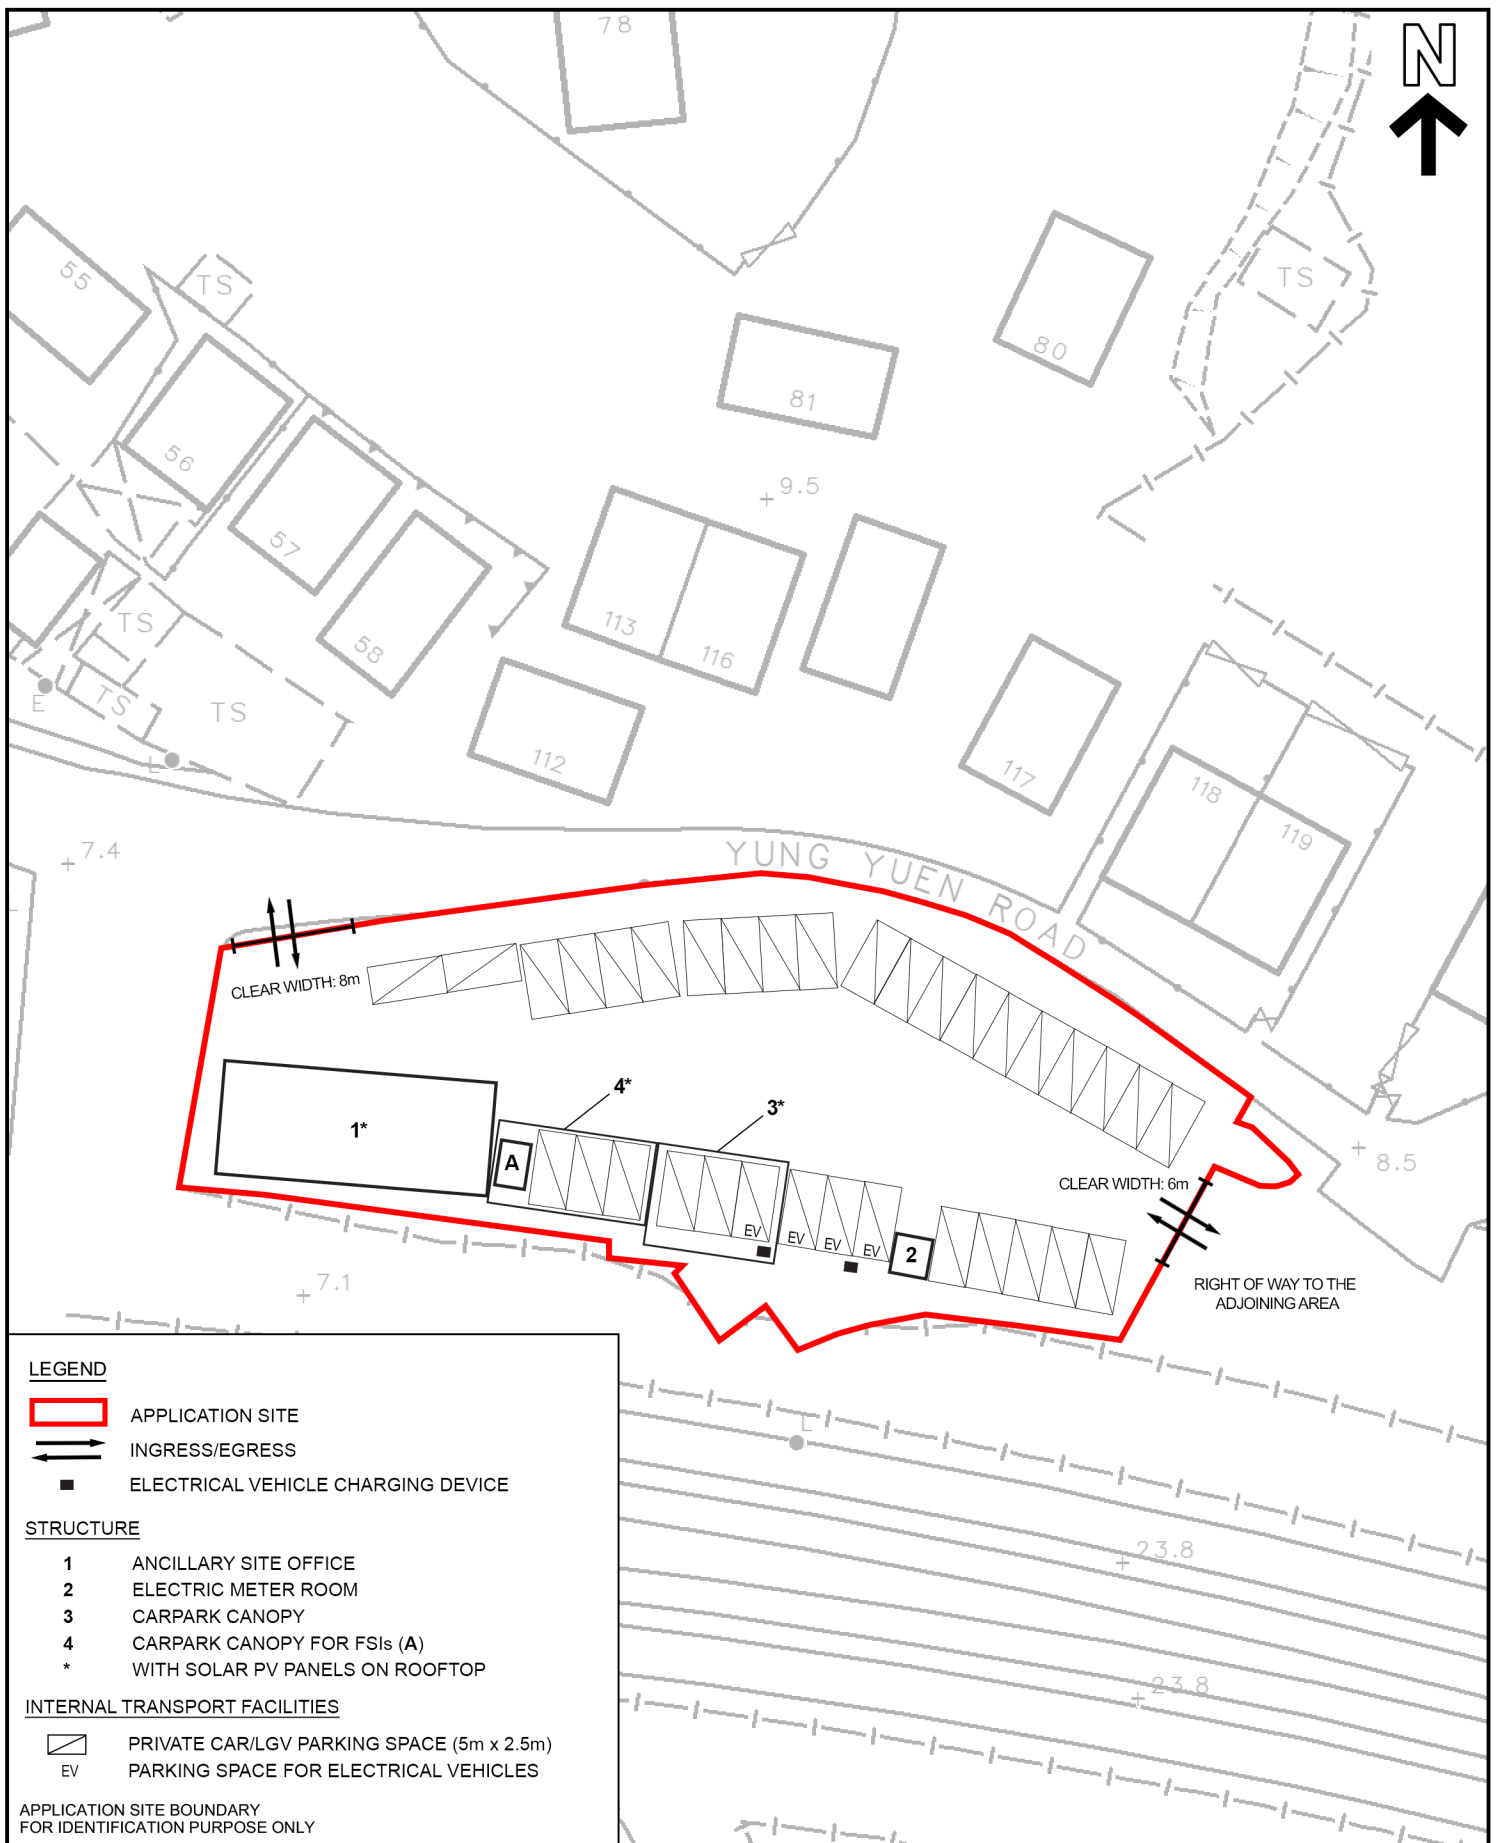 78
N
55
TS
TS
80
81
56
9.5
57
113
116
58
TS
TS
TS
E
112
117
118
119
L
7.4
YUNG YUEN ROAD
CLEAR WIDTH: 8m
4*
3*
1*
A
8.5
CLEAR WIDTH: 6m
EV
EV
EV
EV
2
RIGHT OF WAY TO THE
ADJOINING AREA
7.1
L
23.8
23.8
LEGEND
APPLICATION SITE
INGRESS/EGRESS
ELECTRICAL VEHICLE CHARGING DEVICE
STRUCTURE
1 ANCILLARY SITE OFFICE
2 ELECTRIC METER ROOM
3 CARPARK CANOPY
4 CARPARK CANOPY FOR FSIs (A)
* WITH SOLAR PV PANELS ON ROOFTOP
INTERNAL TRANSPORT FACILITIES
PRIVATE CAR/LGV PARKING SPACE (5m x 2.5m)
EV PARKING SPACE FOR ELECTRICAL VEHICLES
APPLICATION SITE BOUNDARY
FOR IDENTIFICATION PURPOSE ONLY